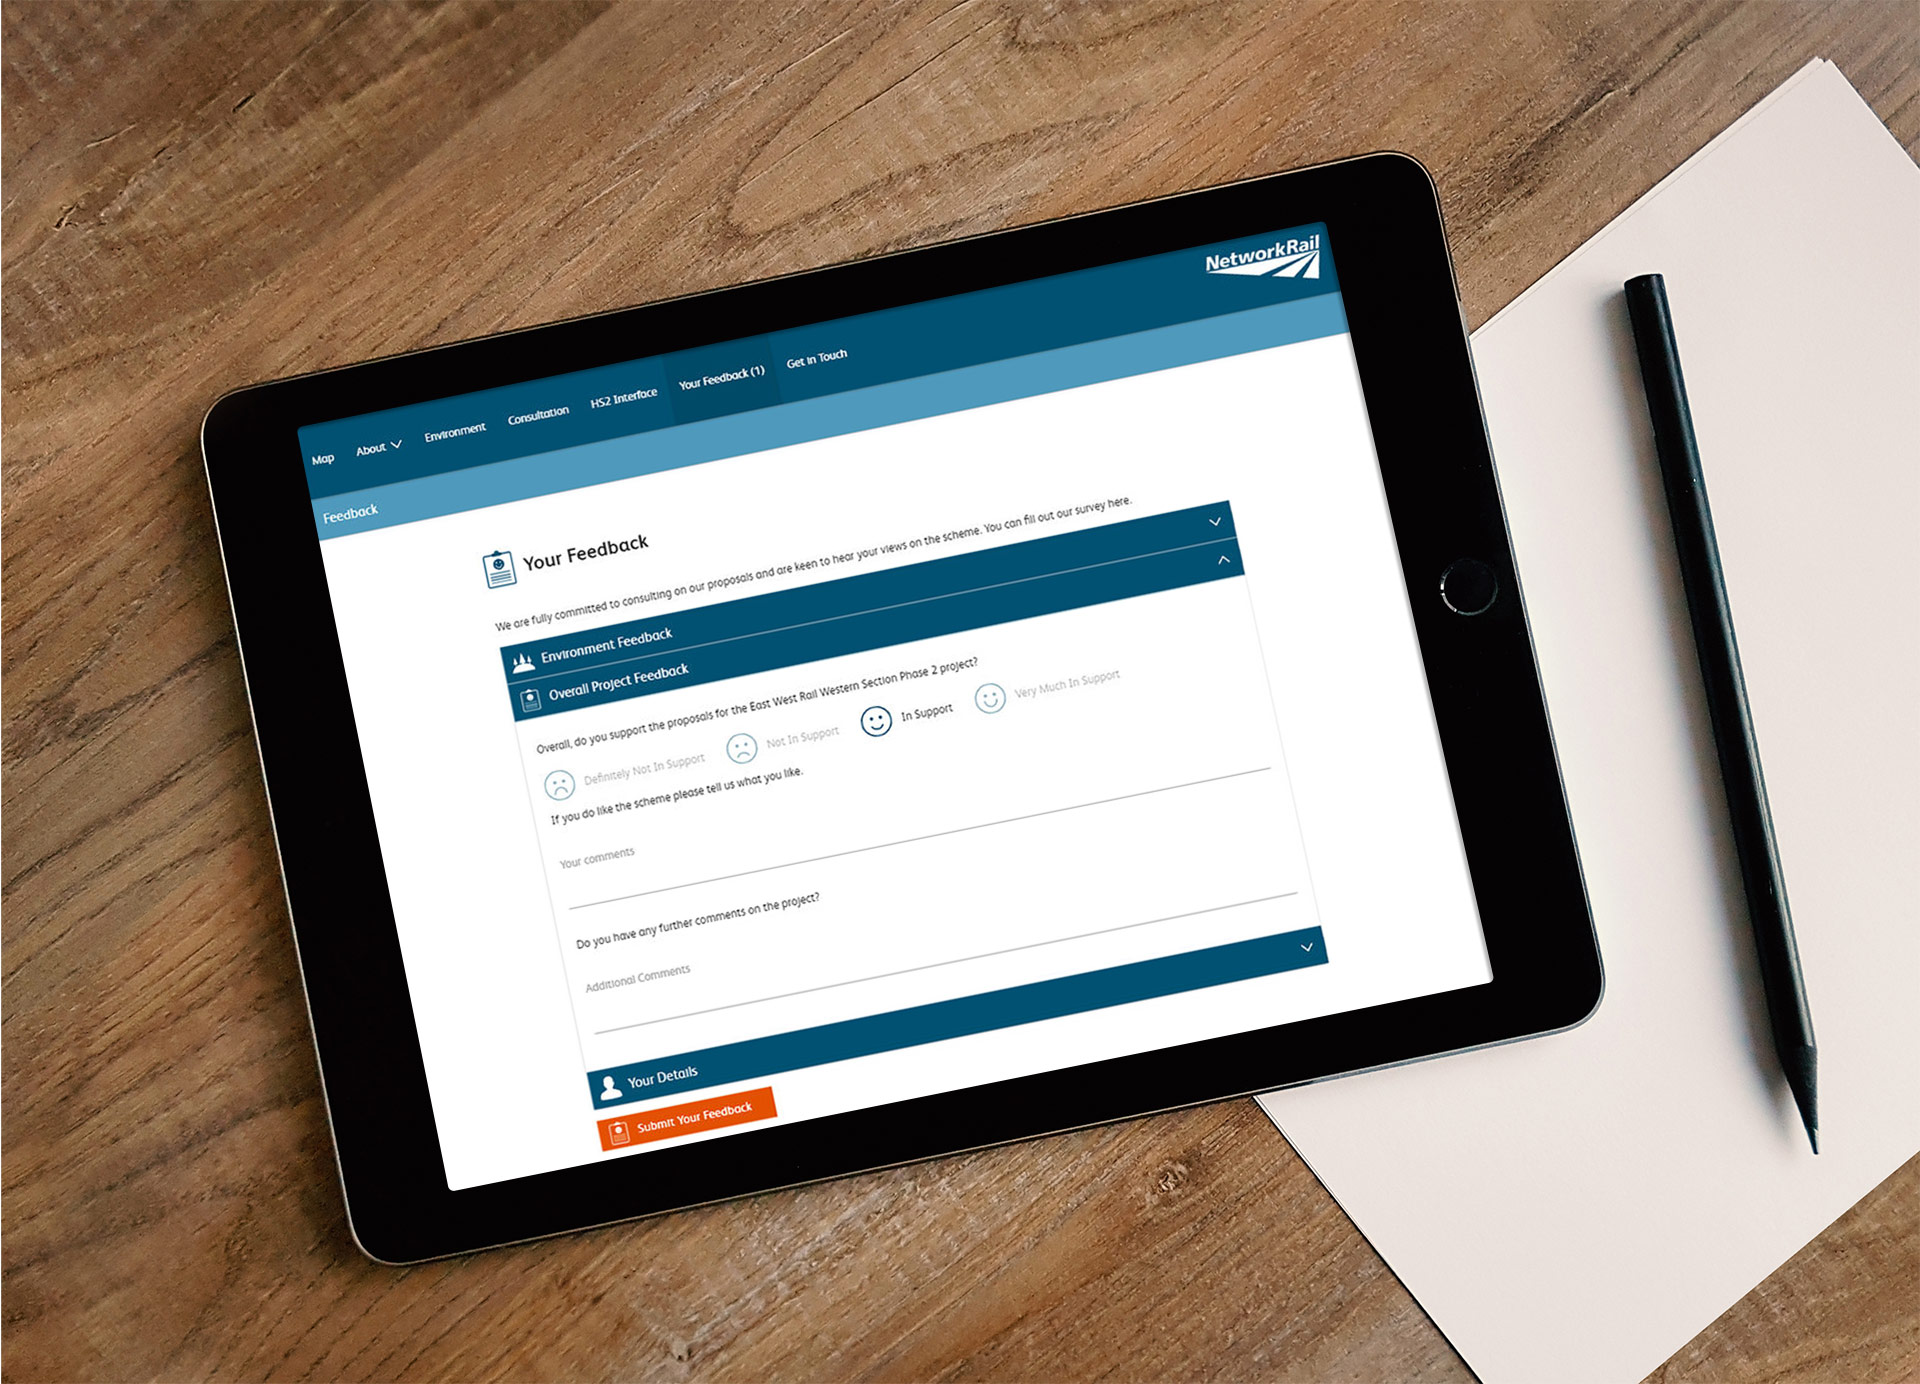 NetworkRail
Map
About
Environment
Consultation
HS2 Interface
Your Feedback (1)
Get in Touch
Feedback
Your Feedback
We are fully committed to consulting on our proposals and are keen to hear your views on the scheme. You can fill out our survey here.
Environment Feedback
Overall Project Feedback
Overall, do you support the proposals for the East West Rail Western Section Phase 2 project?
Definitely Not In Support
Not In Support
In Support
Very Much In Support
If you do like the scheme please tell us what you like.
Your comments
Do you have any further comments on the project?
Additional Comments
Your Details
Submit Your Feedback